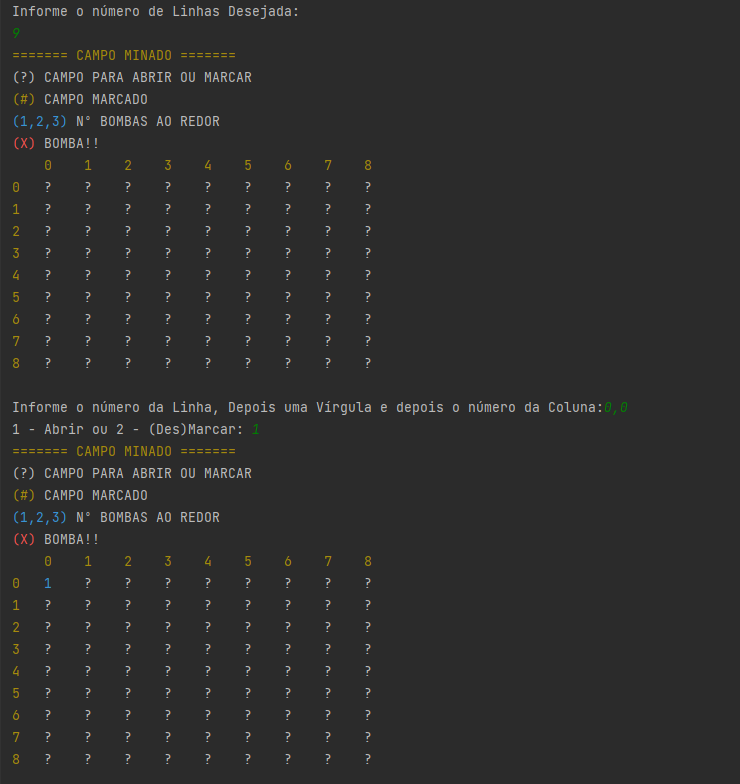 Informe o número de Linhas Desejada:
9
======= CAMPO MINADO =======
(?) CAMPO PARA ABRIR OU MARCAR
(#) CAMPO MARCADO
(1,2,3) N° BOMBAS AO REDOR
(X) BOMBA!!
0 1 2 3 4 5 6 7 8
0 ? ? ? ? ? ? ? ? ?
1 ? ? ? ? ? ? ? ? ?
2 ? ? ? ? ? ? ? ? ?
3 ? ? ? ? ? ? ? ? ?
4 ? ? ? ? ? ? ? ? ?
5 ? ? ? ? ? ? ? ? ?
6 ? ? ? ? ? ? ? ? ?
7 ? ? ? ? ? ? ? ? ?
8 ? ? ? ? ? ? ? ? ?
Informe o número da Linha, Depois uma Vírgula e depois o número da Coluna:0,0
1 - Abrir ou 2 - (Des)Marcar: 1
======= CAMPO MINADO =======
(?) CAMPO PARA ABRIR OU MARCAR
(#) CAMPO MARCADO
(1,2,3) N° BOMBAS AO REDOR
(X) BOMBA!!
0 1 2 3 4 5 6 7 8
0 1 ? ? ? ? ? ? ? ?
1 ? ? ? ? ? ? ? ? ?
2 ? ? ? ? ? ? ? ? ?
3 ? ? ? ? ? ? ? ? ?
4 ? ? ? ? ? ? ? ? ?
5 ? ? ? ? ? ? ? ? ?
6 ? ? ? ? ? ? ? ? ?
7 ? ? ? ? ? ? ? ? ?
8 ? ? ? ? ? ? ? ? ?